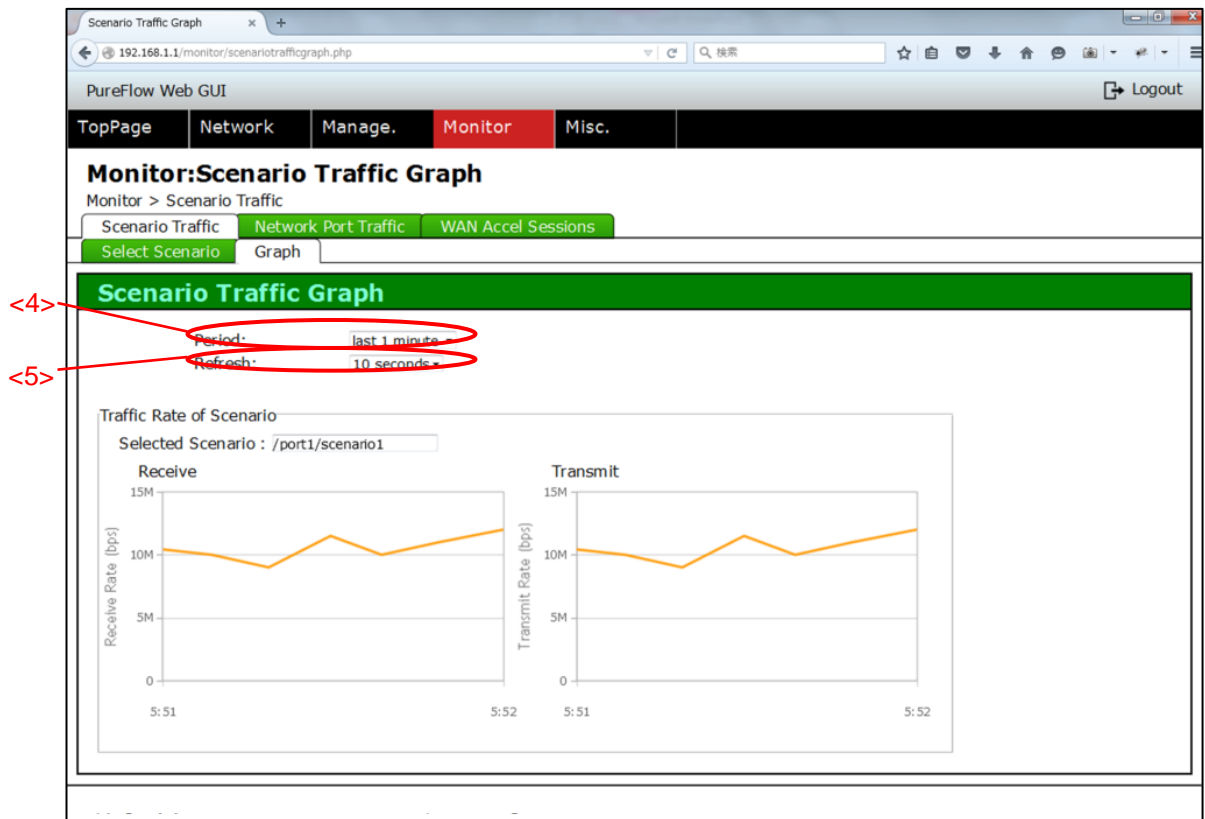 Scenario Traffic Graph × +
192.168.1.1/monitor/scenariotrafficgraph.php
検索
PureFlow Web GUI
Logout
TopPage Network Manage. Monitor Misc.
Monitor:Scenario Traffic Graph
Monitor > Scenario Traffic
Scenario Traffic Network Port Traffic WAN Accel Sessions
Select Scenario Graph
Scenario Traffic Graph
<4>
Period: last 1 minute
<5>
Refresh: 10 seconds
Traffic Rate of Scenario
Selected Scenario : /port1/scenario1
Receive
15M
10M
5M
0
Receive Rate (bps)
5:51 5:52
Transmit
15M
10M
5M
0
Transmit Rate (bps)
5:51 5:52